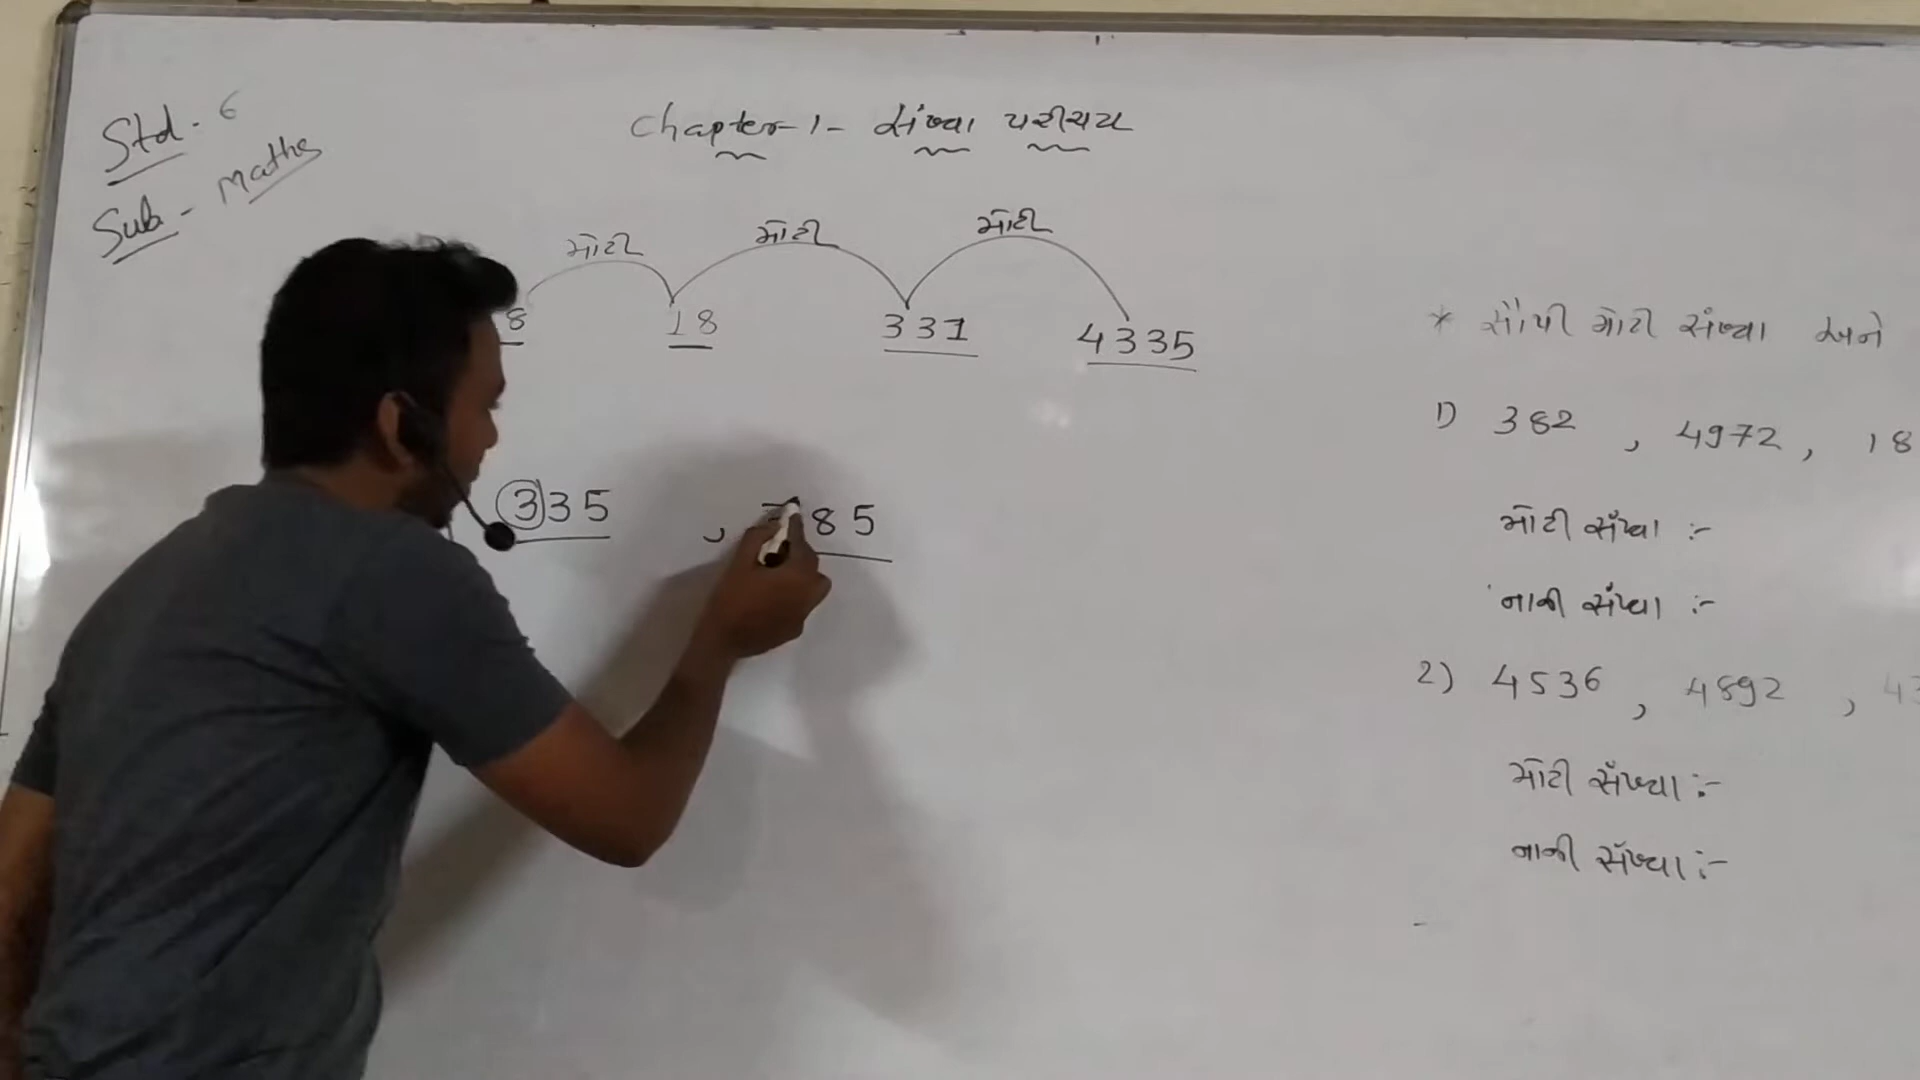 Std. 6
Sub - Maths
Chapter-1- સંખ્યા પરીચય
મોટી મોટી મોટી
8 18 331 4335
335 , 85
* સૌથી મોટી સંખ્યા અને
1) 382 , 4972 , 18
મોટી સંખ્યા :-
નાની સંખ્યા :-
2) 4536 , 4892 , 43
મોટી સંખ્યા :-
નાની સંખ્યા :-